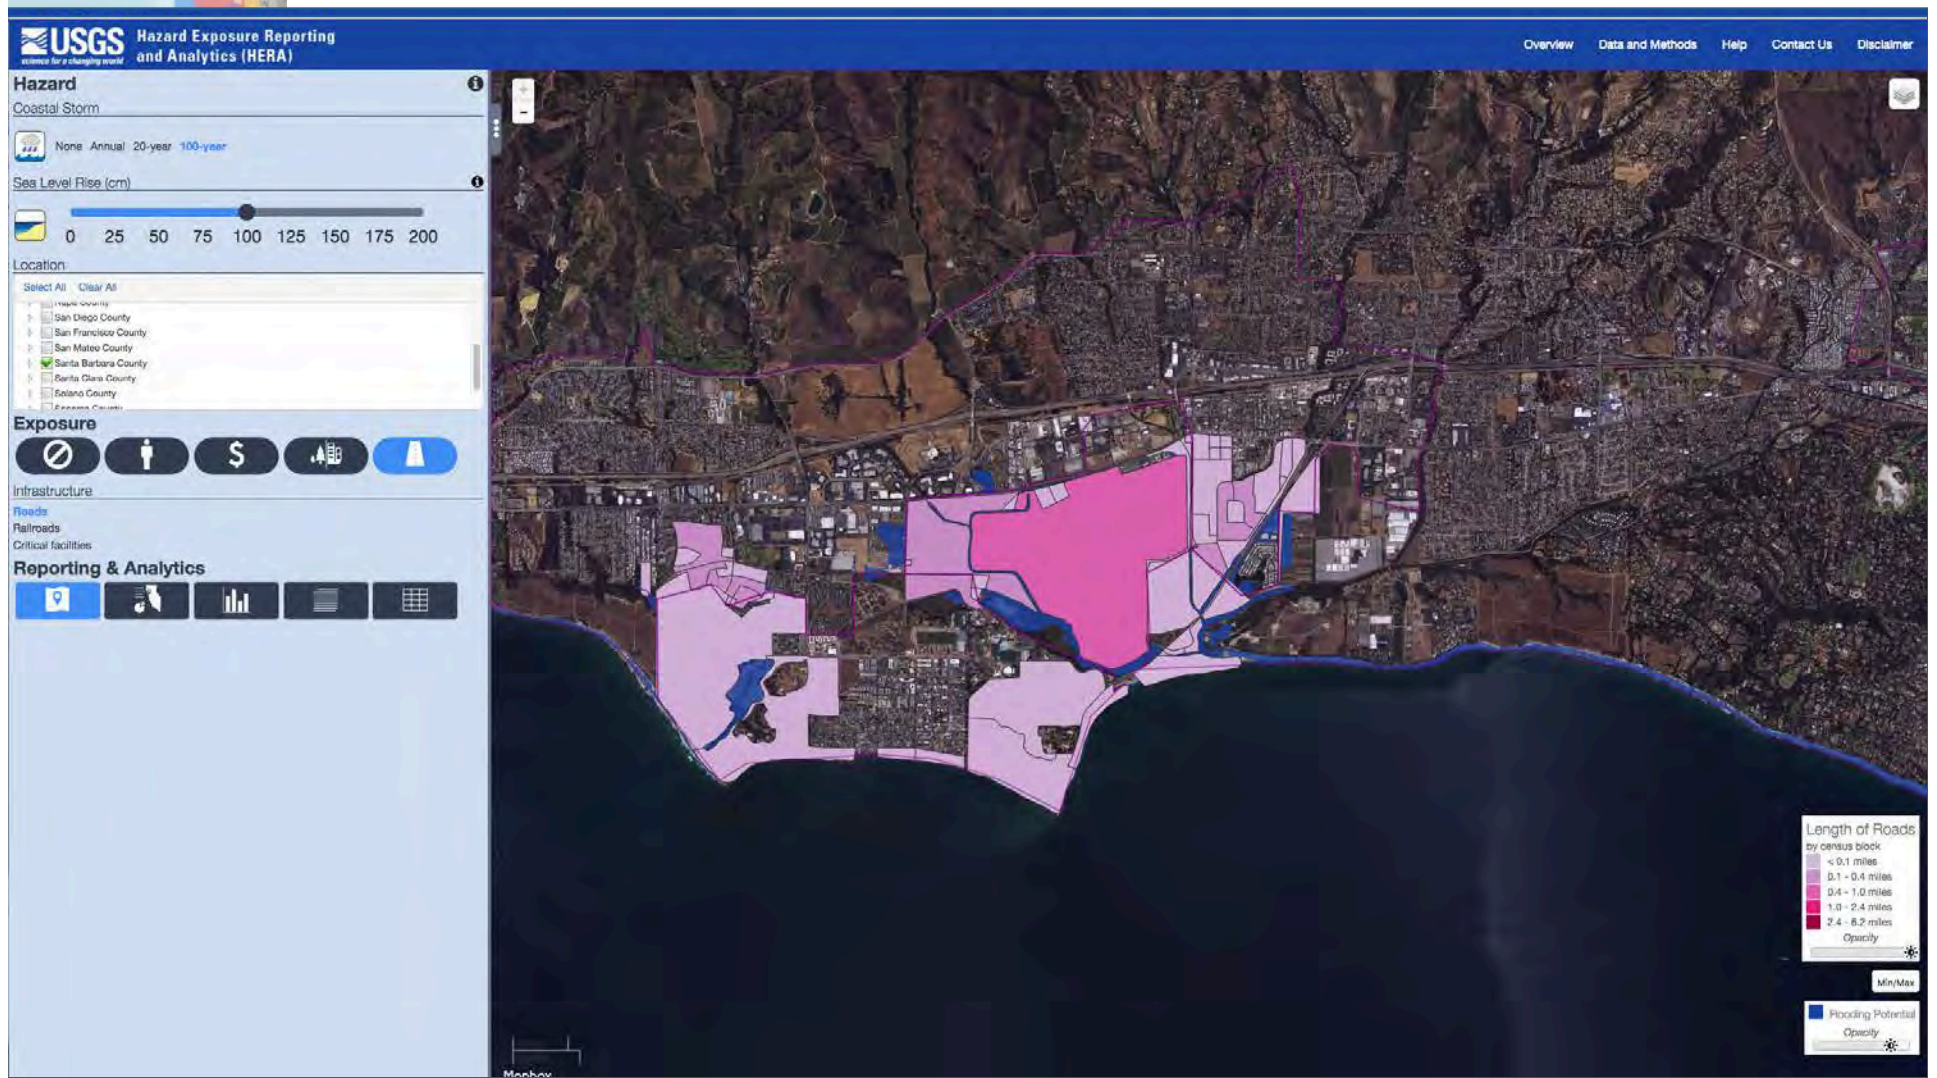 USGS
science for a changing world
Hazard Exposure Reporting
and Analytics (HERA)
Overview Data and Methods Help Contact Us Disclaimer
Hazard
Coastal Storm
None Annual 20-year 100-year
Sea Level Rise (cm)
0 25 50 75 100 125 150 175 200
Location
Select All Clear All
Napa County
San Diego County
San Francisco County
San Mateo County
Santa Barbara County
Santa Clara County
Solano County
Sonoma County
Exposure
$
Infrastructure
Roads
Railroads
Critical facilities
Reporting & Analytics
+
-
Length of Roads
by census block
< 0.1 miles
0.1 - 0.4 miles
0.4 - 1.0 miles
1.0 - 2.4 miles
2.4 - 6.2 miles
Opacity
Min/Max
Flooding Potential
Opacity
Mapbox